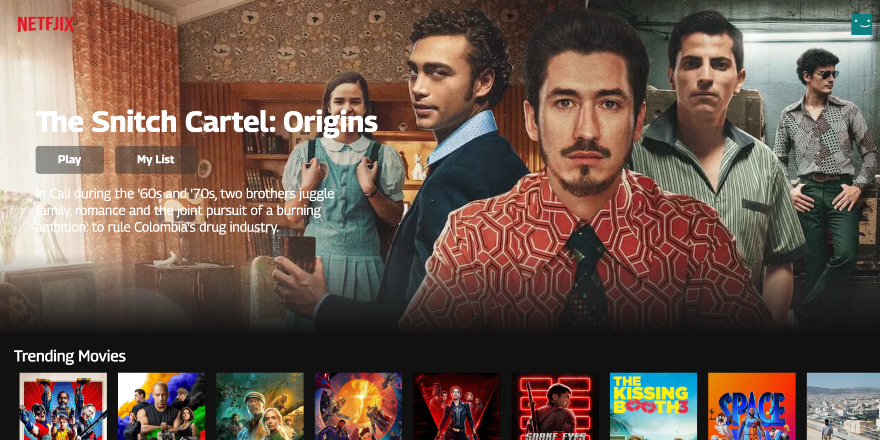 NETFJIX
The Snitch Cartel: Origins
Play
My List
In Cali during the '60s and '70s, two brothers juggle
family, romance and the joint pursuit of a burning
ambition: to rule Colombia's drug industry.
Trending Movies
THE
KISSING
BOOTH3
SPACE
SNAKE EYES